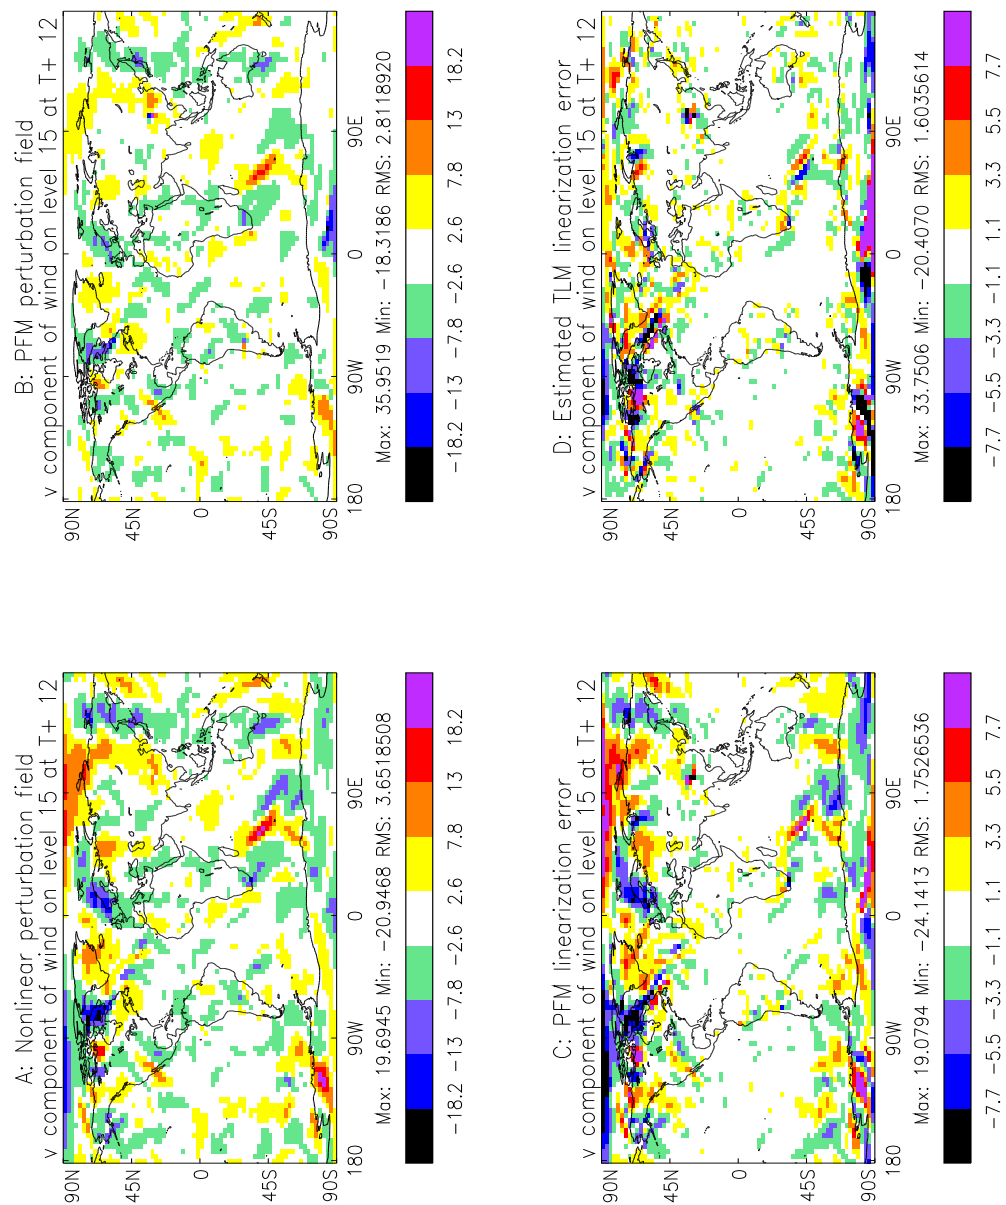 A: Nonlinear perturbation field
v component of wind on level 15 at T+ 12
90N
45N
0
45S
90S
180
90W
0
90E
Max: 19.6945 Min: -20.9468 RMS: 3.6518508
-18.2 -13 -7.8 -2.6 2.6 7.8 13 18.2
B: PFM perturbation field
v component of wind on level 15 at T+ 12
90N
45N
0
45S
90S
180
90W
0
90E
Max: 35.9519 Min: -18.3186 RMS: 2.8118920
-18.2 -13 -7.8 -2.6 2.6 7.8 13 18.2
C: PFM linearization error
v component of wind on level 15 at T+ 12
90N
45N
0
45S
90S
180
90W
0
90E
Max: 19.0794 Min: -24.1413 RMS: 1.7526536
-7.7 -5.5 -3.3 -1.1 1.1 3.3 5.5 7.7
D: Estimated TLM linearization error
v component of wind on level 15 at T+ 12
90N
45N
0
45S
90S
180
90W
0
90E
Max: 33.7506 Min: -20.4070 RMS: 1.6035614
-7.7 -5.5 -3.3 -1.1 1.1 3.3 5.5 7.7